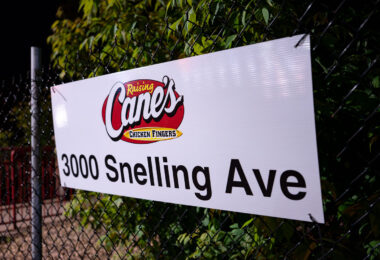 Raising
Cane's
CHICKEN FINGERS
3000 Snelling Ave